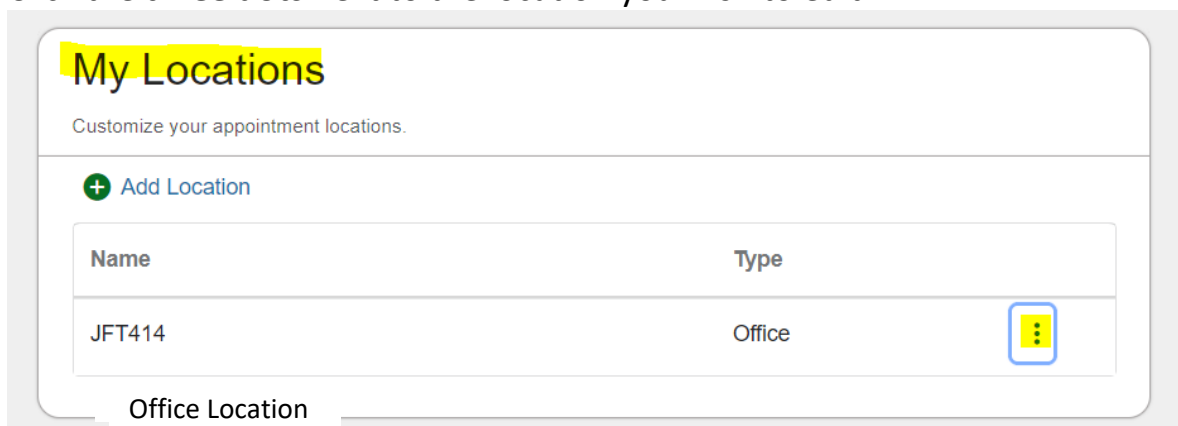 My Locations
Customize your appointment locations.
Add Location
Name Type
JFT414 Office
Office Location